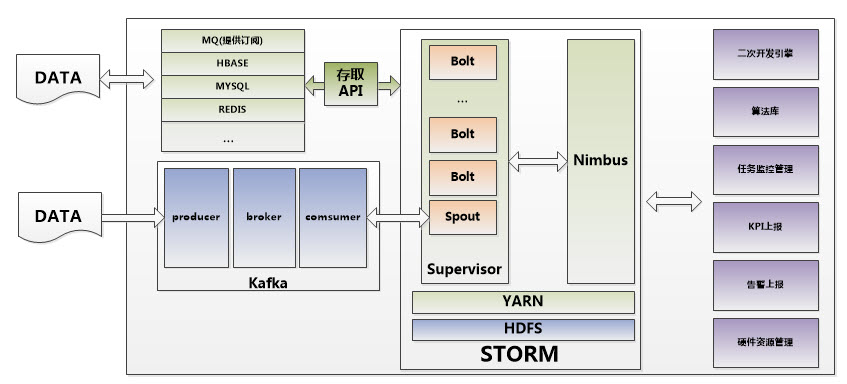 DATA
MQ(提供订阅)
HBASE
MYSQL
REDIS
...
存取
API
Bolt
...
Bolt
Bolt
Spout
Supervisor
Nimbus
DATA
producer
broker
comsumer
Kafka
YARN
HDFS
STORM
二次开发引擎
算法库
任务监控管理
KPI上报
告警上报
硬件资源管理